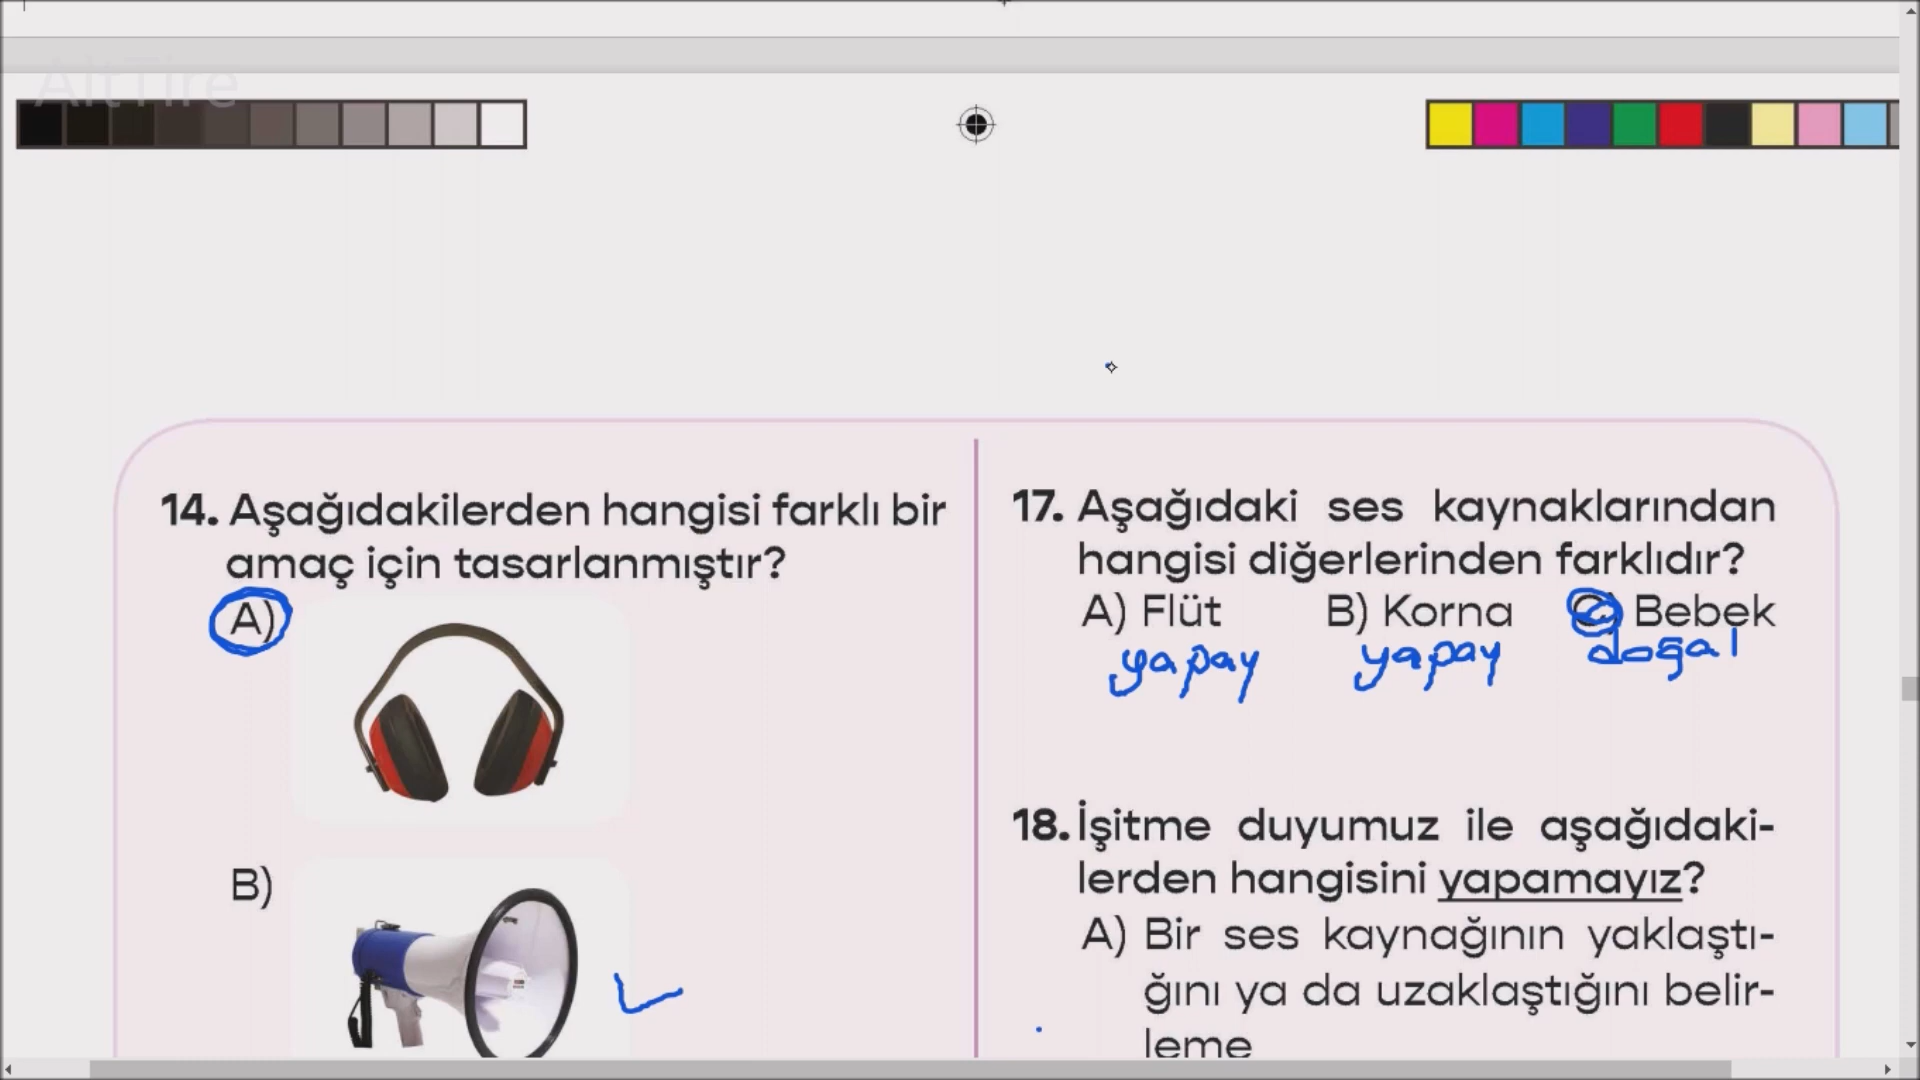 AltTire
14. Aşağıdakilerden hangisi farklı bir
amaç için tasarlanmıştır?
A)
B)
17. Aşağıdaki ses kaynaklarından
hangisi diğerlerinden farklıdır?
A) Flüt B) Korna C) Bebek
yapay yapay doğal
18. İşitme duyumuz ile aşağıdaki-
lerden hangisini yapamayız?
A) Bir ses kaynağının yaklaştı-
ğını ya da uzaklaştığını belir-
leme